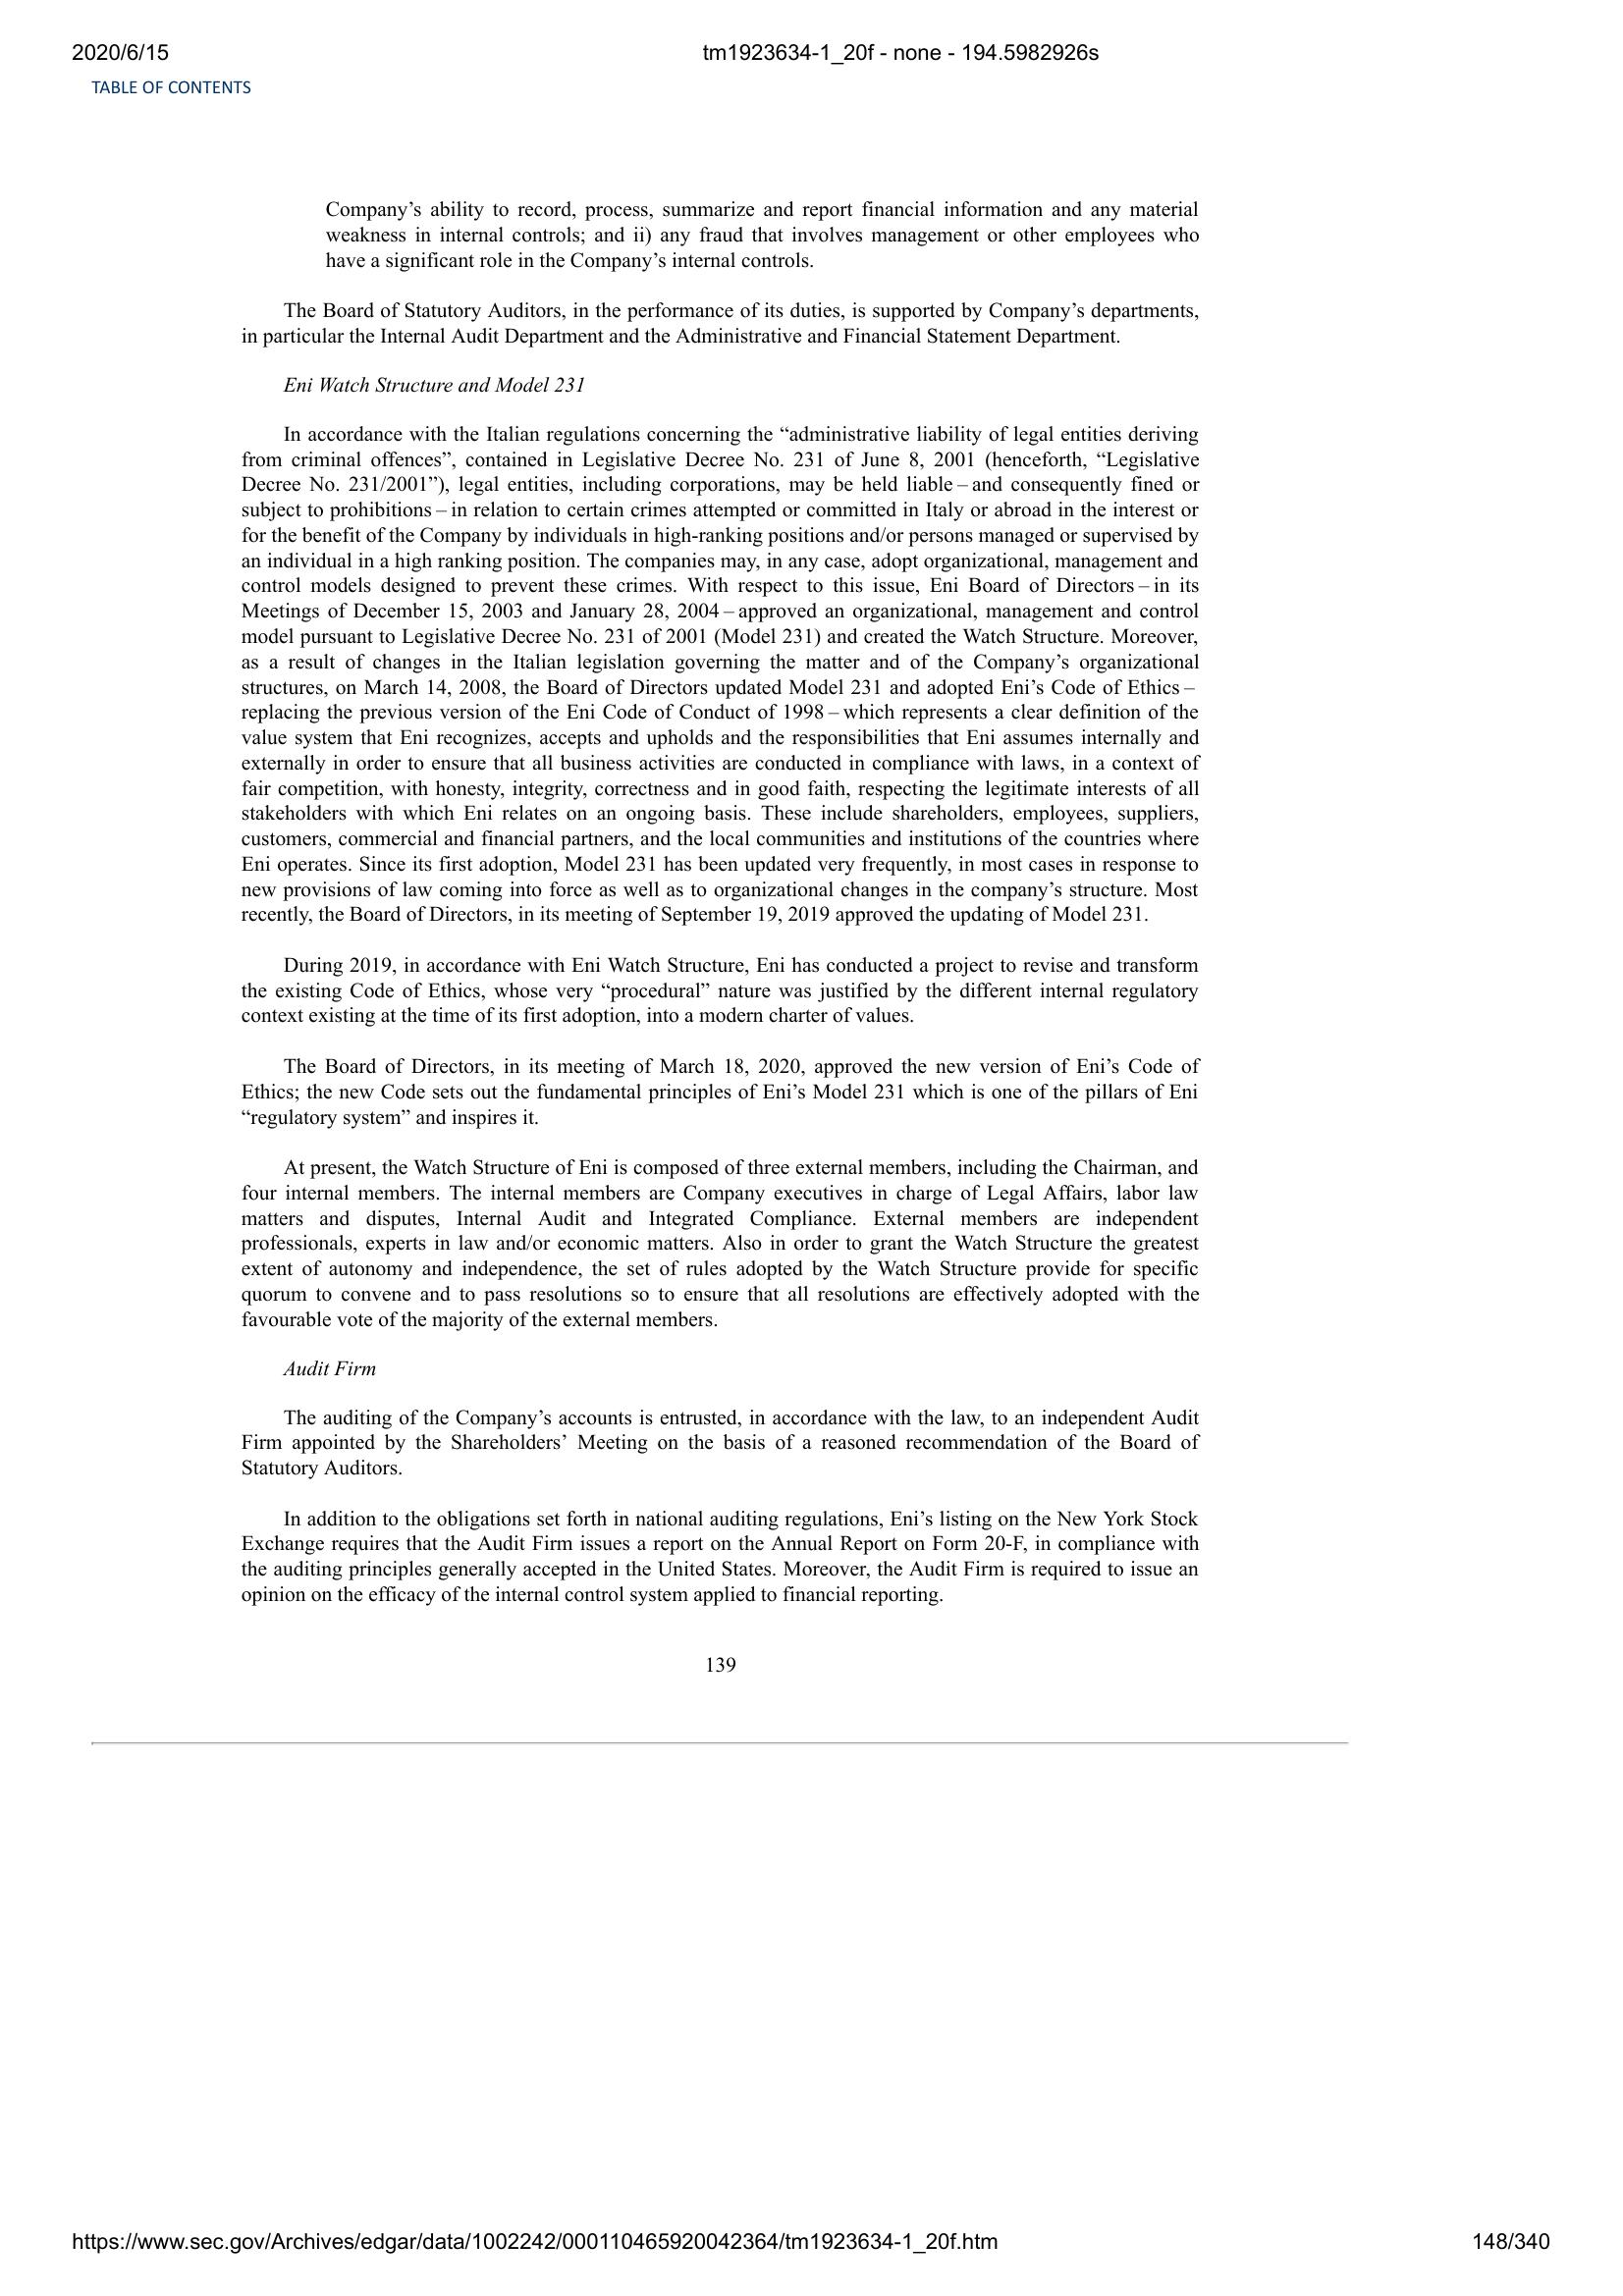 2020/6/15
tm1923634-1_20f - none - 194.5982926s
TABLE OF CONTENTS
Company’s ability to record, process, summarize and report financial information and any material
weakness in internal controls; and ii) any fraud that involves management or other employees who
have a significant role in the Company’s internal controls.
The Board of Statutory Auditors, in the performance of its duties, is supported by Company’s departments,
in particular the Internal Audit Department and the Administrative and Financial Statement Department.
Eni Watch Structure and Model 231
In accordance with the Italian regulations concerning the “administrative liability of legal entities deriving
from criminal offences”, contained in Legislative Decree No. 231 of June 8, 2001 (henceforth, “Legislative
Decree No. 231/2001”), legal entities, including corporations, may be held liable – and consequently fined or
subject to prohibitions – in relation to certain crimes attempted or committed in Italy or abroad in the interest or
for the benefit of the Company by individuals in high-ranking positions and/or persons managed or supervised by
an individual in a high ranking position. The companies may, in any case, adopt organizational, management and
control models designed to prevent these crimes. With respect to this issue, Eni Board of Directors – in its
Meetings of December 15, 2003 and January 28, 2004 – approved an organizational, management and control
model pursuant to Legislative Decree No. 231 of 2001 (Model 231) and created the Watch Structure. Moreover,
as a result of changes in the Italian legislation governing the matter and of the Company’s organizational
structures, on March 14, 2008, the Board of Directors updated Model 231 and adopted Eni’s Code of Ethics –
replacing the previous version of the Eni Code of Conduct of 1998 – which represents a clear definition of the
value system that Eni recognizes, accepts and upholds and the responsibilities that Eni assumes internally and
externally in order to ensure that all business activities are conducted in compliance with laws, in a context of
fair competition, with honesty, integrity, correctness and in good faith, respecting the legitimate interests of all
stakeholders with which Eni relates on an ongoing basis. These include shareholders, employees, suppliers,
customers, commercial and financial partners, and the local communities and institutions of the countries where
Eni operates. Since its first adoption, Model 231 has been updated very frequently, in most cases in response to
new provisions of law coming into force as well as to organizational changes in the company’s structure. Most
recently, the Board of Directors, in its meeting of September 19, 2019 approved the updating of Model 231.
During 2019, in accordance with Eni Watch Structure, Eni has conducted a project to revise and transform
the existing Code of Ethics, whose very “procedural” nature was justified by the different internal regulatory
context existing at the time of its first adoption, into a modern charter of values.
The Board of Directors, in its meeting of March 18, 2020, approved the new version of Eni’s Code of
Ethics; the new Code sets out the fundamental principles of Eni’s Model 231 which is one of the pillars of Eni
“regulatory system” and inspires it.
At present, the Watch Structure of Eni is composed of three external members, including the Chairman, and
four internal members. The internal members are Company executives in charge of Legal Affairs, labor law
matters and disputes, Internal Audit and Integrated Compliance. External members are independent
professionals, experts in law and/or economic matters. Also in order to grant the Watch Structure the greatest
extent of autonomy and independence, the set of rules adopted by the Watch Structure provide for specific
quorum to convene and to pass resolutions so to ensure that all resolutions are effectively adopted with the
favourable vote of the majority of the external members.
Audit Firm
The auditing of the Company’s accounts is entrusted, in accordance with the law, to an independent Audit
Firm appointed by the Shareholders’ Meeting on the basis of a reasoned recommendation of the Board of
Statutory Auditors.
In addition to the obligations set forth in national auditing regulations, Eni’s listing on the New York Stock
Exchange requires that the Audit Firm issues a report on the Annual Report on Form 20-F, in compliance with
the auditing principles generally accepted in the United States. Moreover, the Audit Firm is required to issue an
opinion on the efficacy of the internal control system applied to financial reporting.
139
https://www.sec.gov/Archives/edgar/data/1002242/000110465920042364/tm1923634-1_20f.htm
148/340